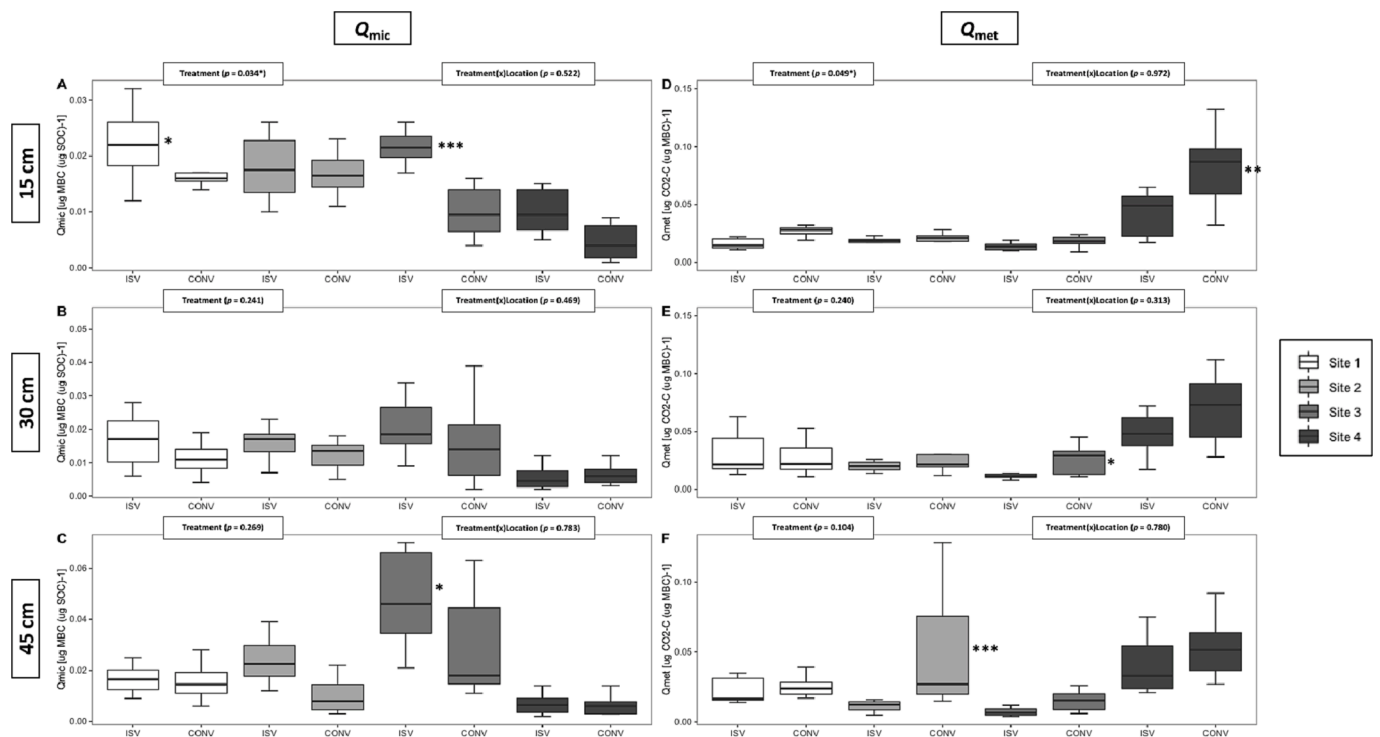 Qmic
Qmet
15 cm
A
Treatment (p = 0.034*)
Treatment(x)Location (p = 0.522)
Qmic [ug MBC (ug SOC)-1]
0.03
0.02
0.01
0.00
*
***
ISV CONV ISV CONV ISV CONV ISV CONV
D
Treatment (p = 0.049*)
Treatment(x)Location (p = 0.972)
Qmet [ug CO2-C (ug MBC)-1]
0.15
0.10
0.05
0.00
**
ISV CONV ISV CONV ISV CONV ISV CONV
30 cm
B
Treatment (p = 0.241)
Treatment(x)Location (p = 0.469)
Qmic [ug MBC (ug SOC)-1]
0.05
0.04
0.03
0.02
0.01
0.00
ISV CONV ISV CONV ISV CONV ISV CONV
E
Treatment (p = 0.240)
Treatment(x)Location (p = 0.313)
Qmet [ug CO2-C (ug MBC)-1]
0.15
0.10
0.05
0.00
*
ISV CONV ISV CONV ISV CONV ISV CONV
45 cm
C
Treatment (p = 0.269)
Treatment(x)Location (p = 0.783)
Qmic [ug MBC (ug SOC)-1]
0.06
0.04
0.02
0.00
*
ISV CONV ISV CONV ISV CONV ISV CONV
F
Treatment (p = 0.104)
Treatment(x)Location (p = 0.780)
Qmet [ug CO2-C (ug MBC)-1]
0.10
0.05
0.00
***
ISV CONV ISV CONV ISV CONV ISV CONV
Site 1
Site 2
Site 3
Site 4